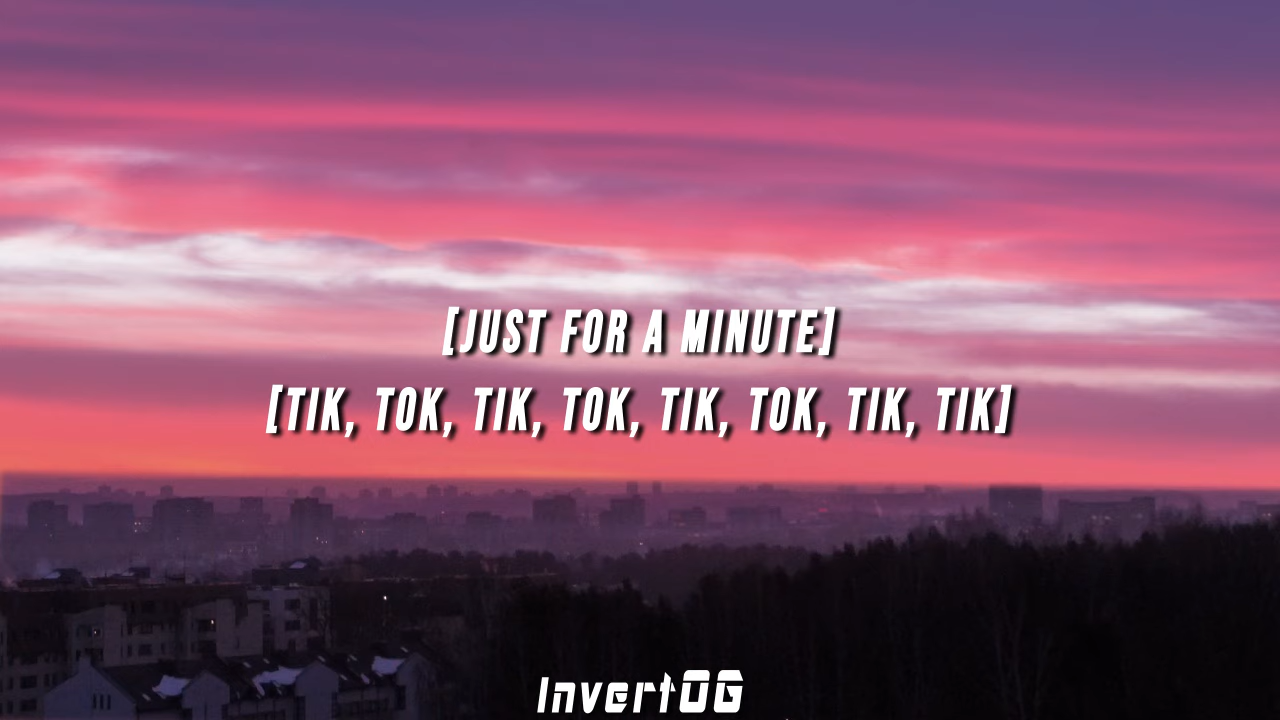 [JUST FOR A MINUTE]
[TIK, TOK, TIK, TOK, TIK, TOK, TIK, TIK]
InvertOG